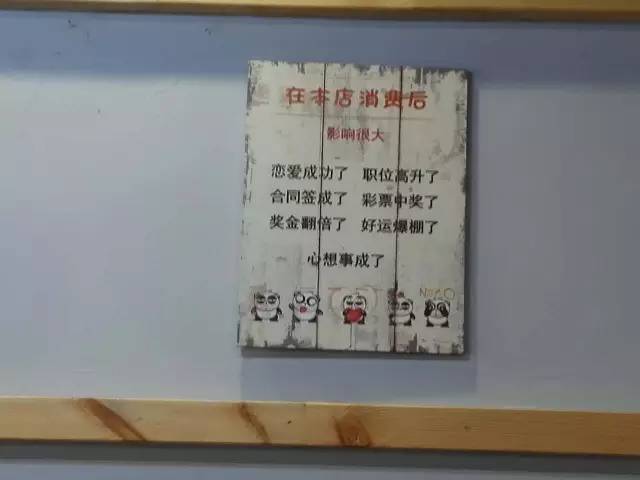 在本店消费后
影响很大
恋爱成功了 职位高升了
合同签成了 彩票中奖了
奖金翻倍了 好运爆棚了
心想事成了